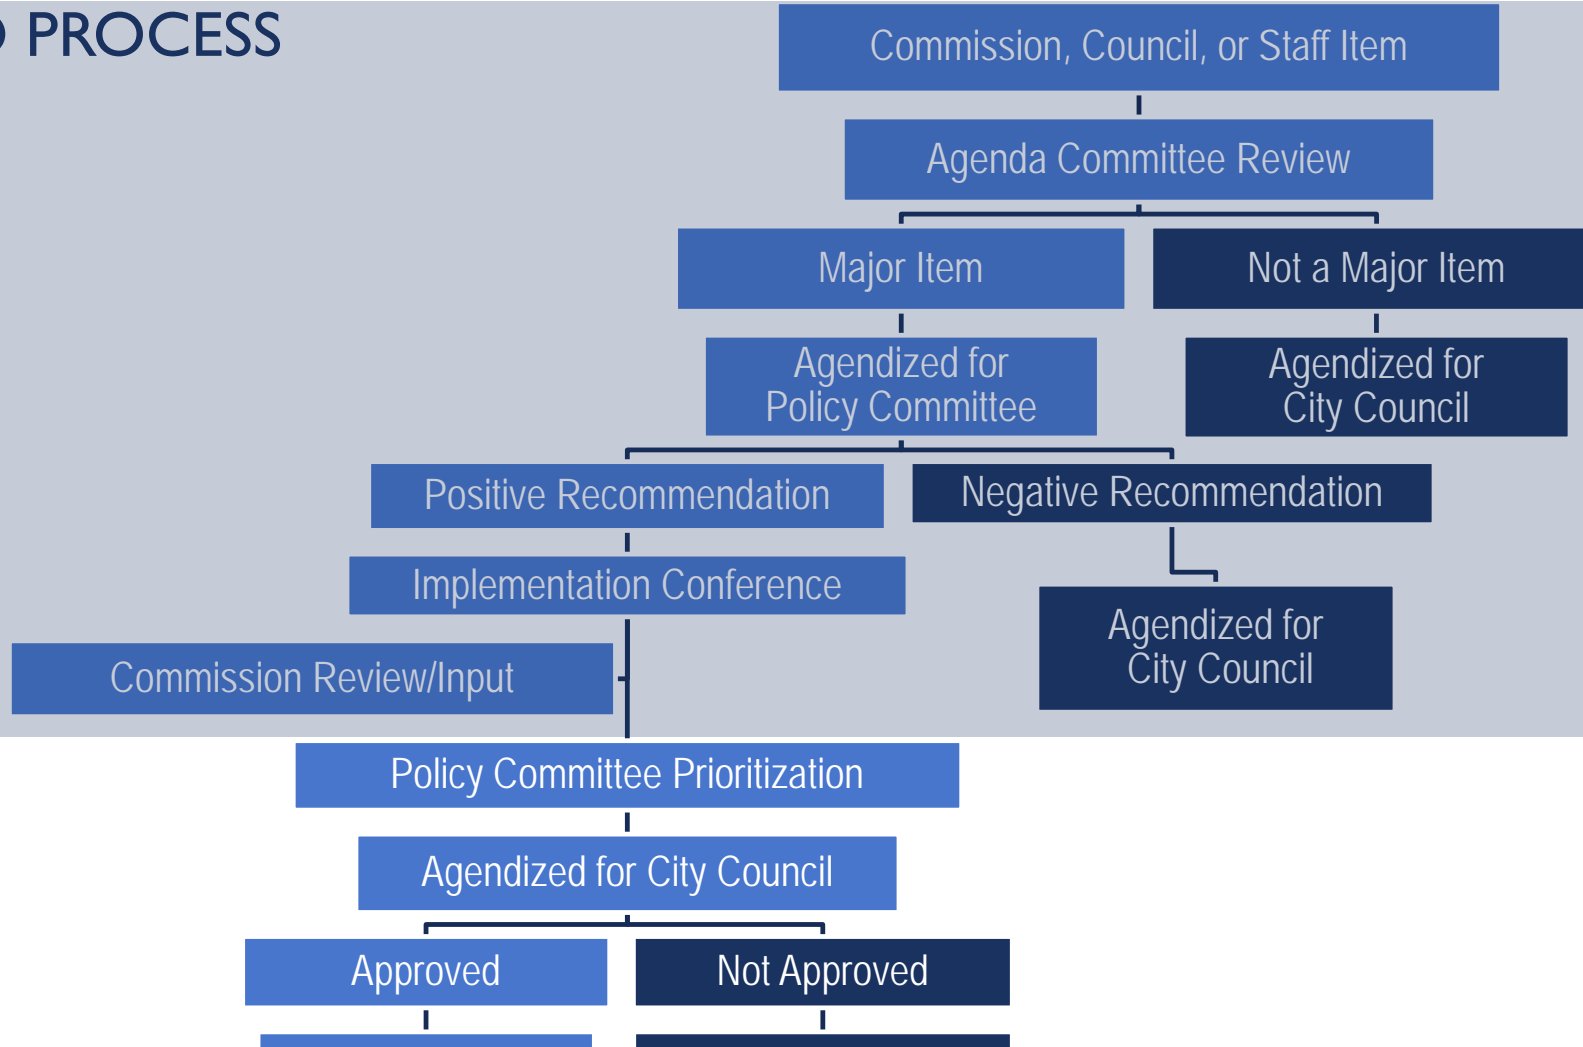 PROCESS
Commission, Council, or Staff Item
Agenda Committee Review
Major Item
Not a Major Item
Agendized for
Policy Committee
Agendized for
City Council
Positive Recommendation
Negative Recommendation
Implementation Conference
Agendized for
City Council
Commission Review/Input
Policy Committee Prioritization
Agendized for City Council
Approved
Not Approved